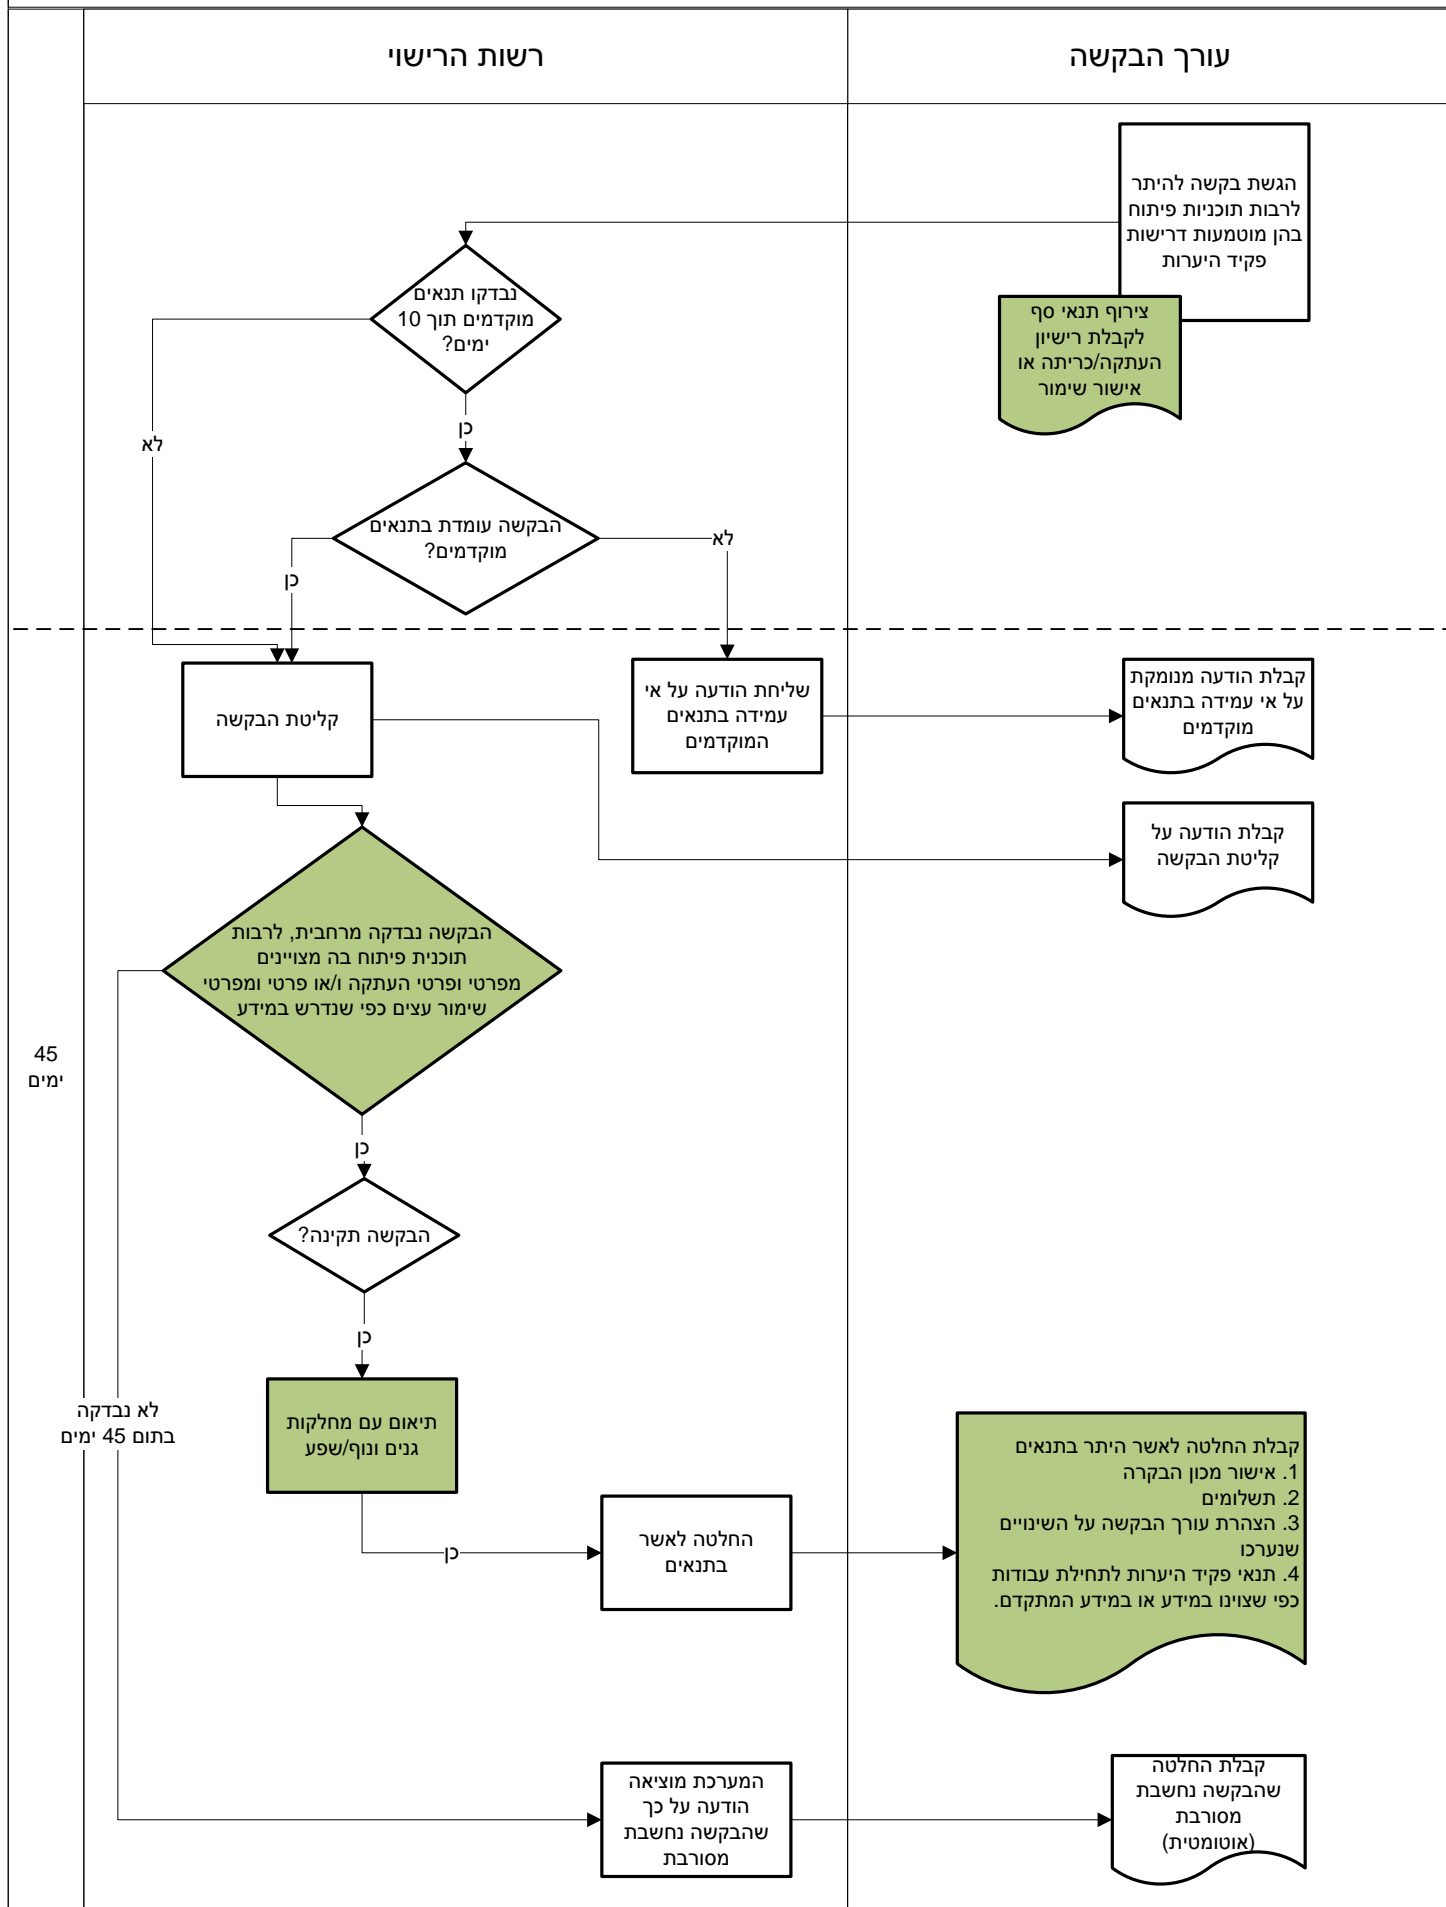 עורך הבקשה
רשות הרישוי
הגשת בקשה להיתר
לרבות תוכניות פיתוח
בהן מוטמעות דרישות
פקיד היערות
צירוף תנאי סף
לקבלת רישיון
העתקה/כריתה או
אישור שימור
נבדקו תנאים
מוקדמים תוך 10
ימים?
לא
כן
הבקשה עומדת בתנאים
מוקדמים?
לא
כן
קבלת הודעה מנומקת
על אי עמידה בתנאים
מוקדמים
שליחת הודעה על אי
עמידה בתנאים
המוקדמים
קליטת הבקשה
קבלת הודעה על
קליטת הבקשה
הבקשה נבדקה מרחבית, לרבות
תוכנית פיתוח בה מצויינים
מפרטי ופרטי העתקה ו/או פרטי ומפרטי
שימור עצים כפי שנדרש במידע
45
ימים
כן
הבקשה תקינה?
כן
תיאום עם מחלקות
גנים ונוף/שפע
לא נבדקה
בתום 45 ימים
כן
החלטה לאשר
בתנאים
קבלת החלטה לאשר היתר בתנאים
1. אישור מכון הבקרה
2. תשלומים
3. הצהרת עורך הבקשה על השינויים
שנערכו
4. תנאי פקיד היערות לתחילת עבודות
כפי שצוינו במידע או במידע המתקדם.
המערכת מוציאה
הודעה על כך
שהבקשה נחשבת
מסורבת
קבלת החלטה
שהבקשה נחשבת
מסורבת
(אוטומטית)